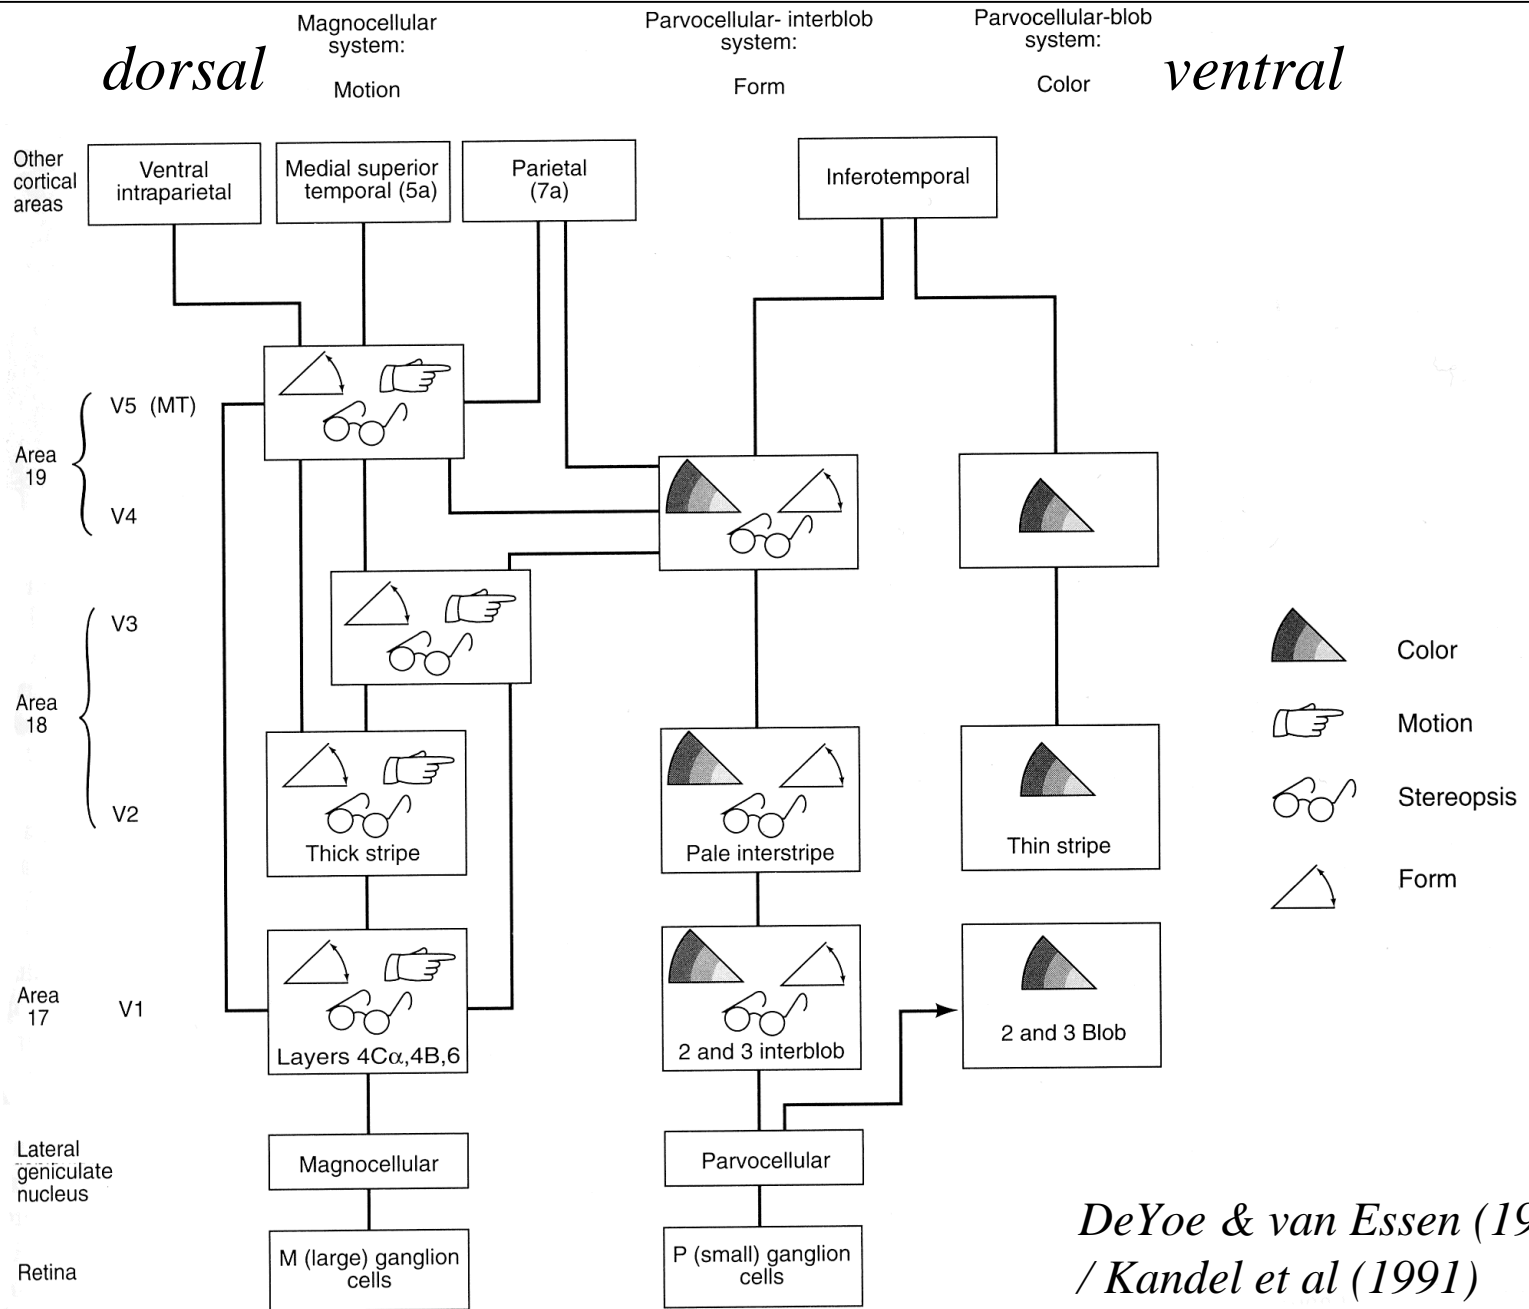 Magnocellular
system:
Motion
Parvocellular- interblob
system:
Form
Parvocellular-blob
system:
Color
dorsal
ventral
Other
cortical
areas
Ventral
intraparietal
Medial superior
temporal (5a)
Parietal
(7a)
Inferotemporal
Area
19
V5 (MT)
V4
Area
18
V3
V2
Thick stripe
Pale interstripe
Thin stripe
Color
Motion
Stereopsis
Form
Area
17
V1
Layers 4Cα,4B,6
2 and 3 interblob
2 and 3 Blob
Lateral
geniculate
nucleus
Magnocellular
Parvocellular
Retina
M (large) ganglion
cells
P (small) ganglion
cells
DeYoe & van Essen (19
/ Kandel et al (1991)